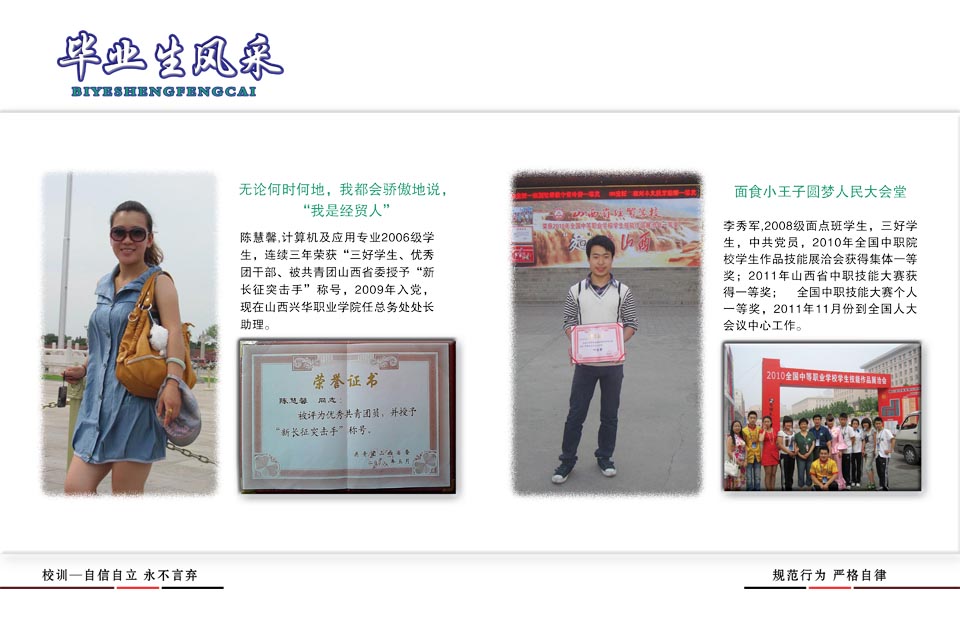 毕业生风采
BIYESHENGFENGCAI
无论何时何地，我都会骄傲地说，
“我是经贸人”
陈慧馨,计算机及应用专业2006级学
生，连续三年荣获“三好学生、优秀
团干部、被共青团山西省委授予“新
长征突击手”称号，2009年入党，
现在山西兴华职业学院任总务处处长
助理。
荣誉证书
陈慧馨 同志：
被评为优秀共青团员，并授予
“新长征突击手”称号。
面食小王子圆梦人民大会堂
李秀军,2008级面点班学生，三好学
生，中共党员，2010年全国中职院
校学生作品技能展洽会获得集体一等
奖；2011年山西省中职技能大赛获
得一等奖； 全国中职技能大赛个人
一等奖，2011年11月份到全国人大
会议中心工作。
2010全国中等职业学校学生技能作品展洽会
校训—自信自立 永不言弃
规范行为 严格自律